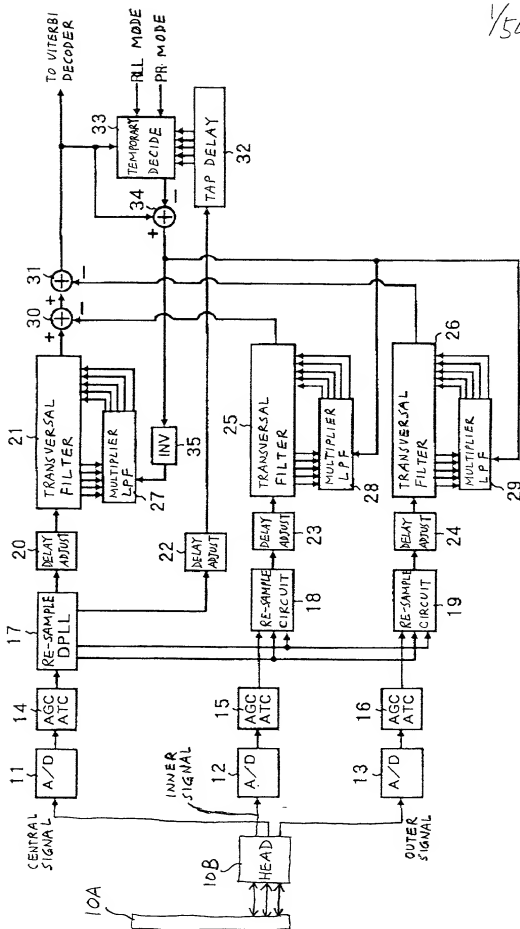 1/50
10A
10B
HEAD
CENTRAL
SIGNAL
INNER
SIGNAL
OUTER
SIGNAL
11
A/D
12
A/D
13
A/D
14
AGC
ATC
15
AGC
ATC
16
AGC
ATC
17
RE-SAMPLE
DPLL
18
RE-SAMPLE
CIRCUIT
19
RE-SAMPLE
CIRCUIT
20
DELAY
ADJUST
22
DELAY
ADJUST
23
DELAY
ADJUST
24
DELAY
ADJUST
21
TRANSVERSAL
FILTER
MULTIPLIER
LPF
27
INV
35
25
TRANSVERSAL
FILTER
MULTIPLIER
LPF
28
26
TRANSVERSAL
FILTER
MULTIPLIER
LPF
29
30
+
+
-
31
+
+
-
34
+
+
-
33
TEMPORARY
DECIDE
TAP DELAY
32
RLL MODE
PR MODE
TO VITERBI
DECODER